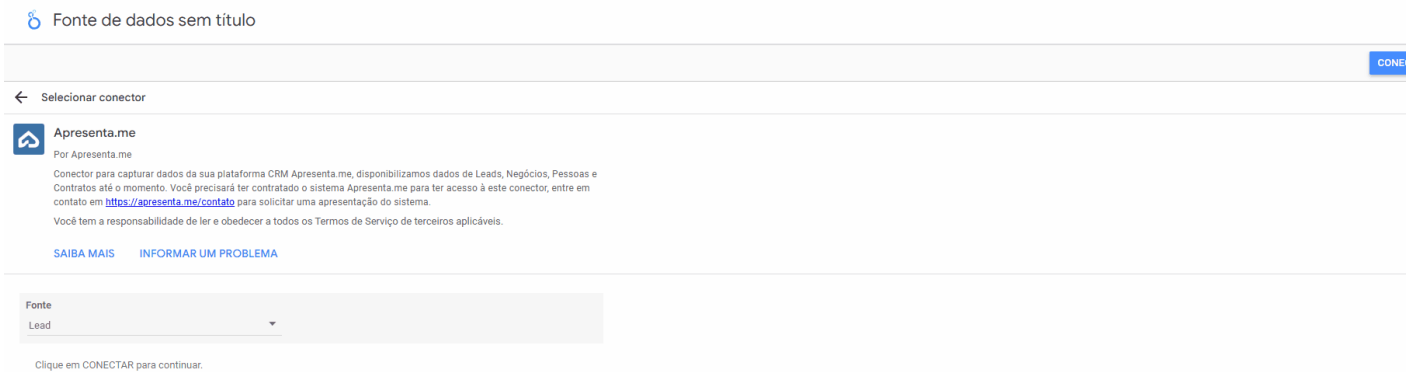 Fonte de dados sem título
Selecionar conector
Apresenta.me
Por Apresenta.me
Conector para capturar dados da sua plataforma CRM Apresenta.me, disponibilizamos dados de Leads, Negócios, Pessoas e
Contratos até o momento. Você precisará ter contratado o sistema Apresenta.me para ter acesso à este conector, entre em
contato em https://apresenta.me/contato para solicitar uma apresentação do sistema.
Você tem a responsabilidade de ler e obedecer a todos os Termos de Serviço de terceiros aplicáveis.
SAIBA MAIS INFORMAR UM PROBLEMA
Fonte
Lead
Clique em CONECTAR para continuar.